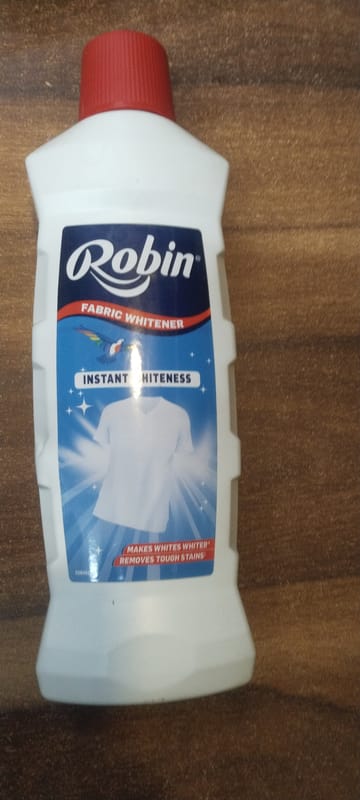 Robin®
FABRIC WHITENER
INSTANT WHITENESS
MAKES WHITES WHITER*
REMOVES TOUGH STAINS